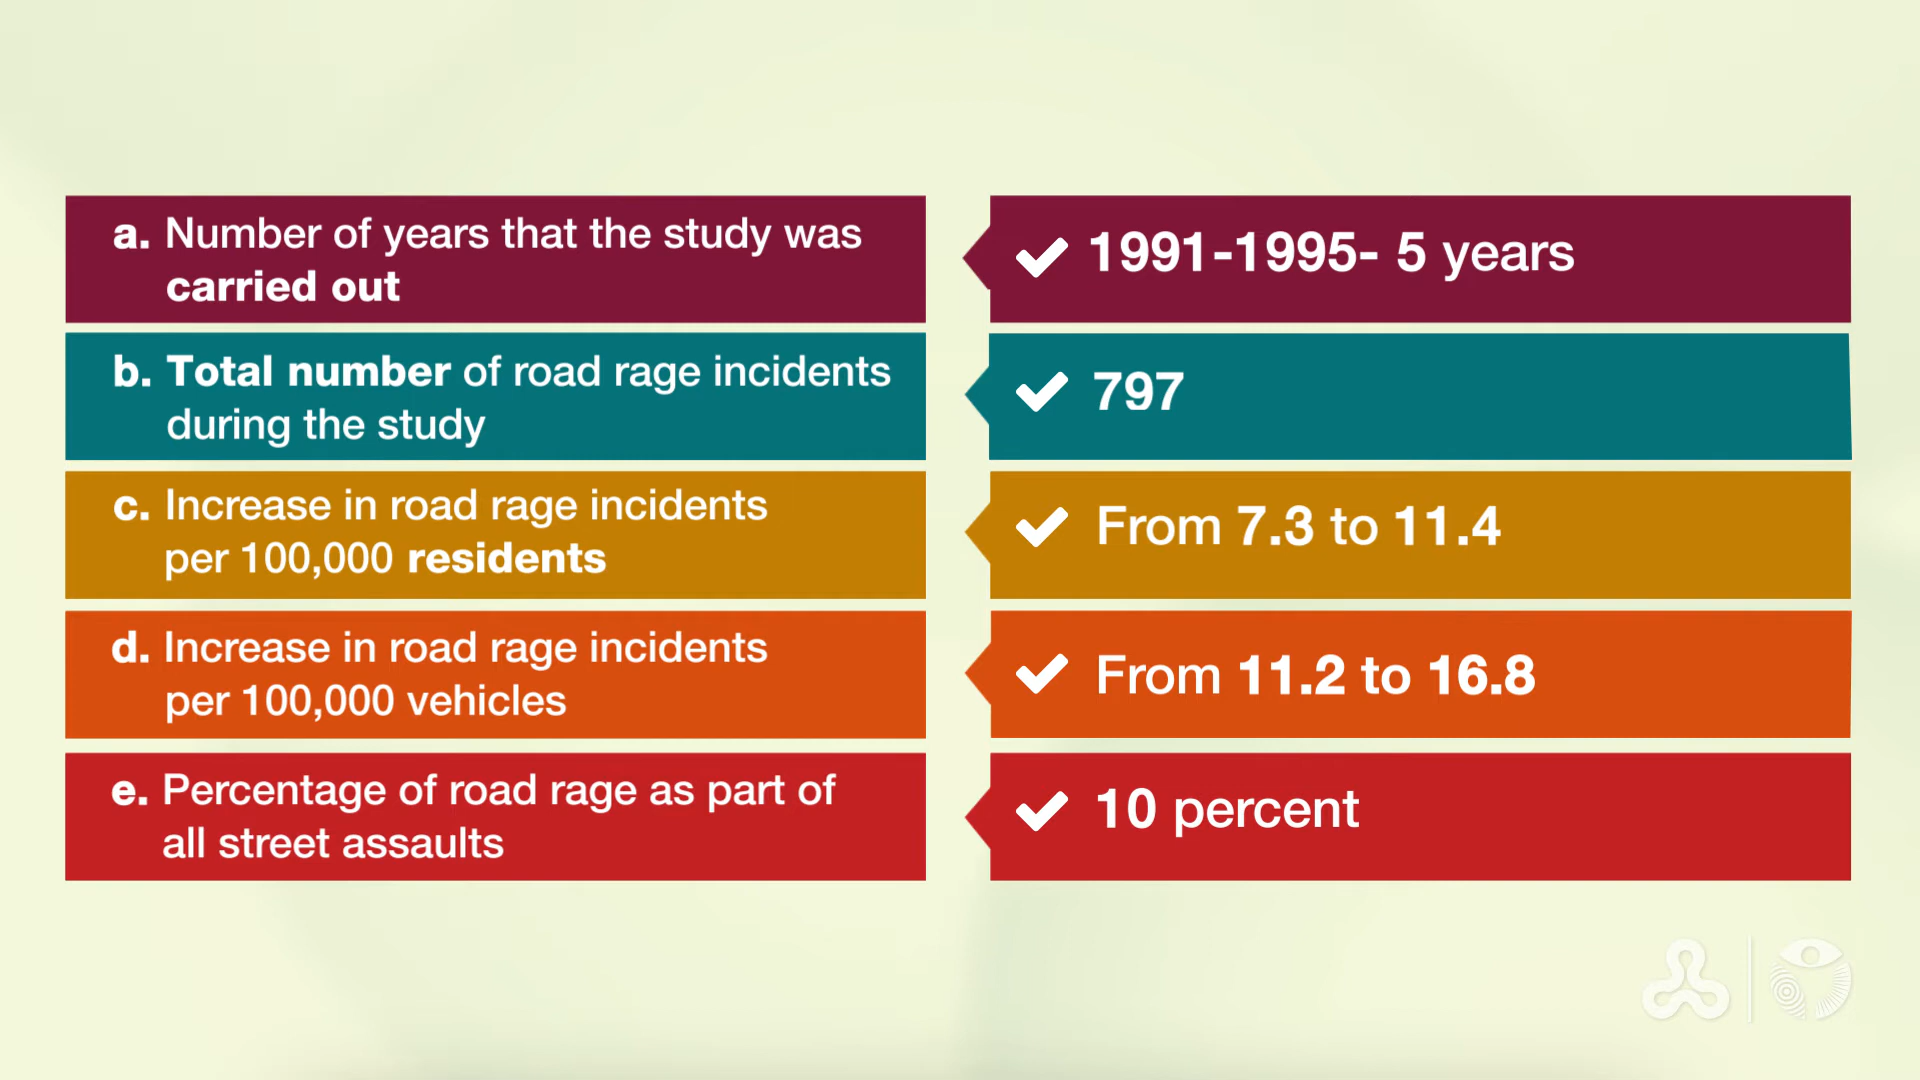 a. Number of years that the study was
carried out
1991-1995- 5 years
b. Total number of road rage incidents
during the study
797
c. Increase in road rage incidents
per 100,000 residents
From 7.3 to 11.4
d. Increase in road rage incidents
per 100,000 vehicles
From 11.2 to 16.8
e. Percentage of road rage as part of
all street assaults
10 percent